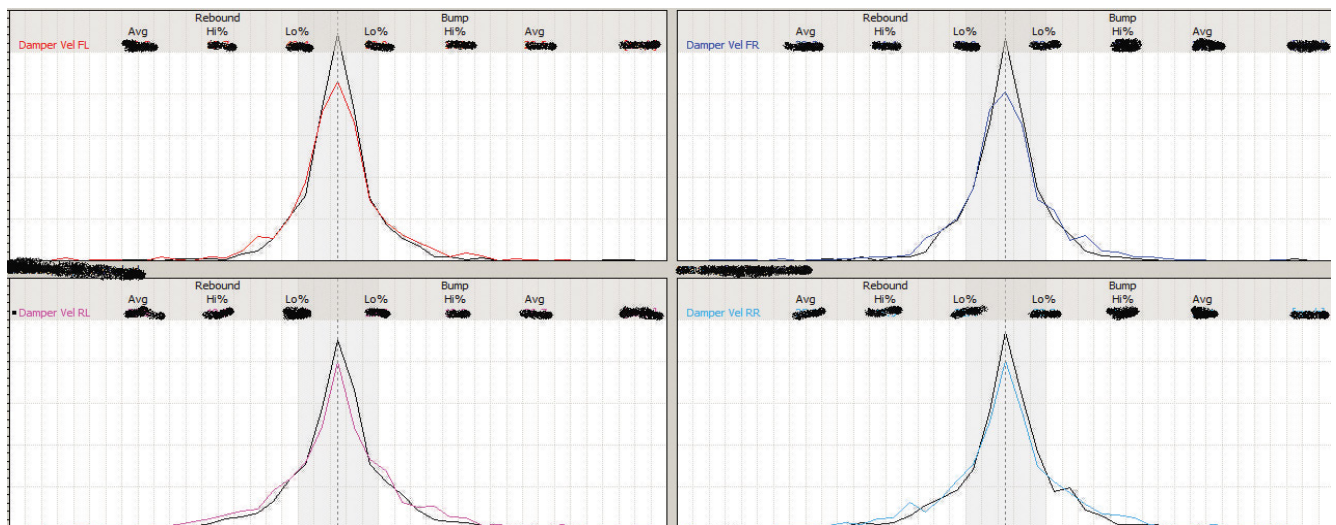 Rebound Bump
Avg Hi% Lo% Lo% Hi% Avg
Damper Vel FL
Rebound Bump
Avg Hi% Lo% Lo% Hi% Avg
Damper Vel FR
Rebound Bump
Avg Hi% Lo% Lo% Hi% Avg
Damper Vel RL
Rebound Bump
Avg Hi% Lo% Lo% Hi% Avg
Damper Vel RR